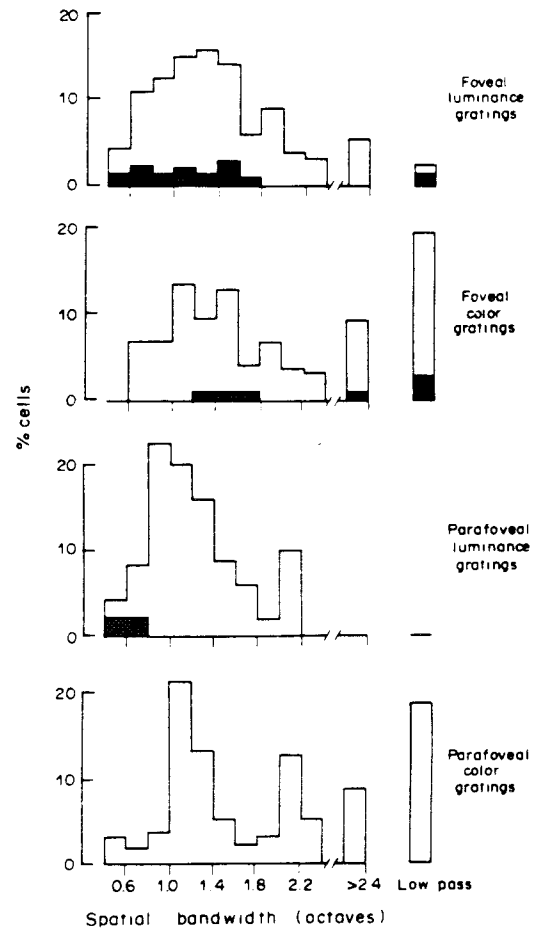 20
10
0
Foveal
luminance
gratings
20
10
0
Foveal
color
gratings
% cells
20
10
0
Parafoveal
luminance
gratings
20
10
0
Parafoveal
color
gratings
0.6 1.0 1.4 1.8 2.2 >2.4 Low pass
Spatial bandwidth (octaves)